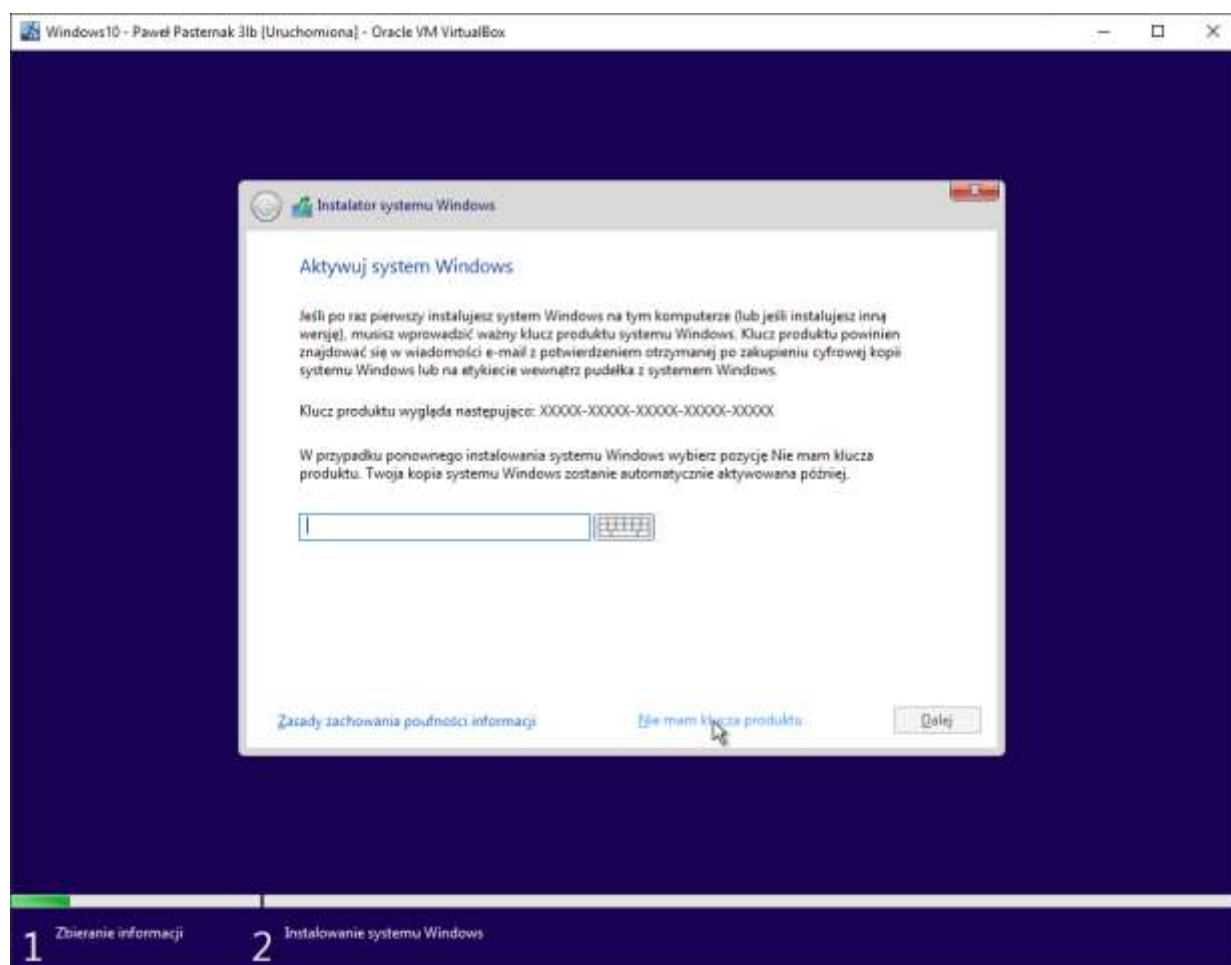 Windows10 - Paweł Pasternak 3lb [Uruchomiona] - Oracle VM VirtualBox
Instalator systemu Windows
Aktywuj system Windows
Jeśli po raz pierwszy instalujesz system Windows na tym komputerze (lub jeśli instalujesz inną
wersję), musisz wprowadzić ważny klucz produktu systemu Windows. Klucz produktu powinien
znajdować się w wiadomości e-mail z potwierdzeniem otrzymanej po zakupieniu cyfrowej kopii
systemu Windows lub na etykiecie wewnątrz pudełka z systemem Windows.
Klucz produktu wygląda następująco: XXXXX-XXXXX-XXXXX-XXXXX-XXXXX
W przypadku ponownego instalowania systemu Windows wybierz pozycję Nie mam klucza
produktu. Twoja kopia systemu Windows zostanie automatycznie aktywowana później.
Zasady zachowania poufności informacji
Nie mam klucza produktu
Dalej
1 Zbieranie informacji
2 Instalowanie systemu Windows